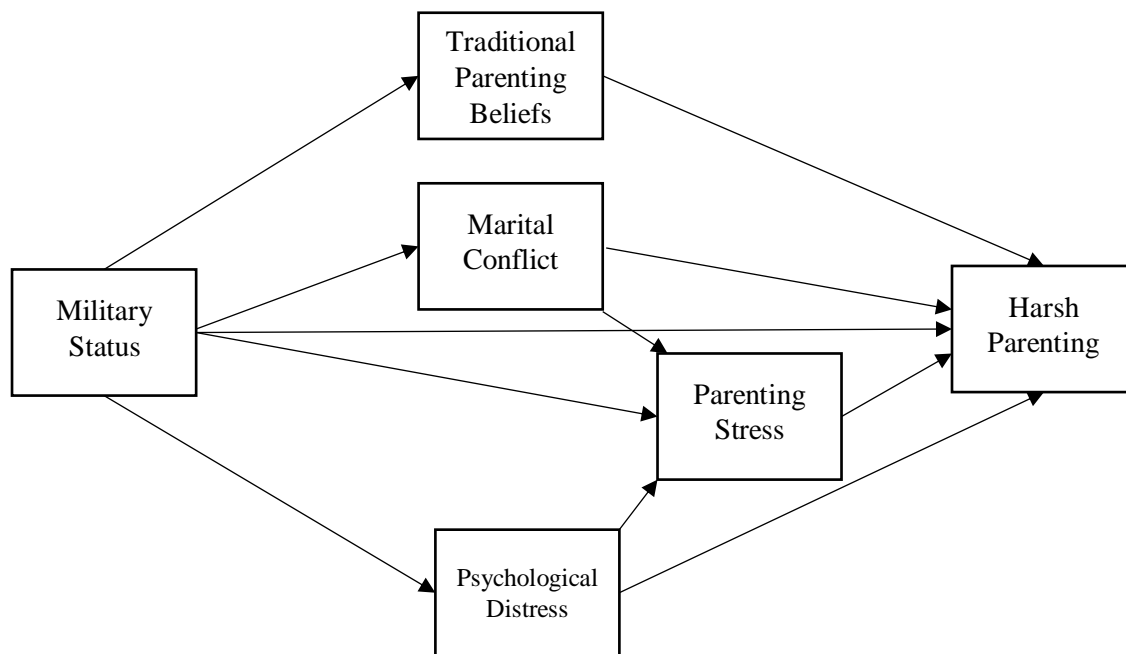 Traditional
Parenting
Beliefs
Marital
Conflict
Military
Status
Harsh
Parenting
Parenting
Stress
Psychological
Distress